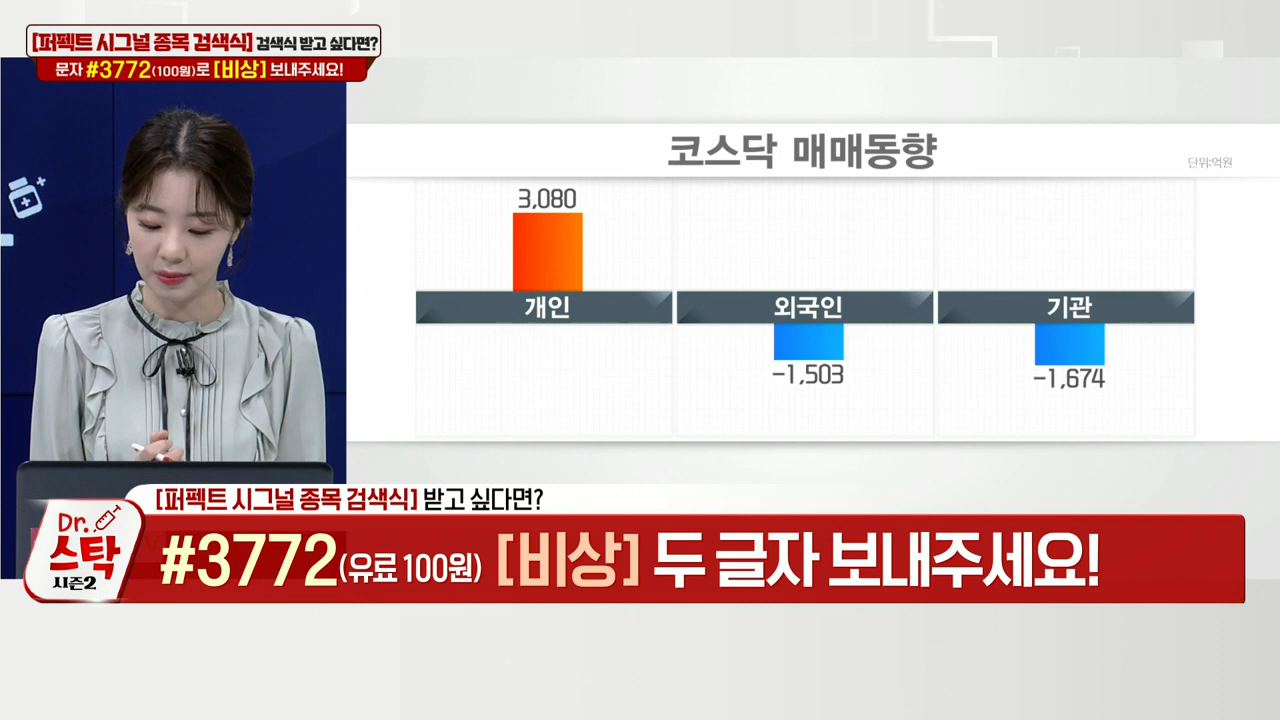 [퍼펙트 시그널 종목 검색식] 검색식 받고 싶다면?
문자 #3772(100원)로 [비상] 보내주세요!
코스닥 매매동향
단위:억원
3,080
개인 외국인 기관
-1,503 -1,674
[퍼펙트 시그널 종목 검색식] 받고 싶다면?
Dr.
스탁
시즌2
#3772(유료 100원) [비상] 두 글자 보내주세요!